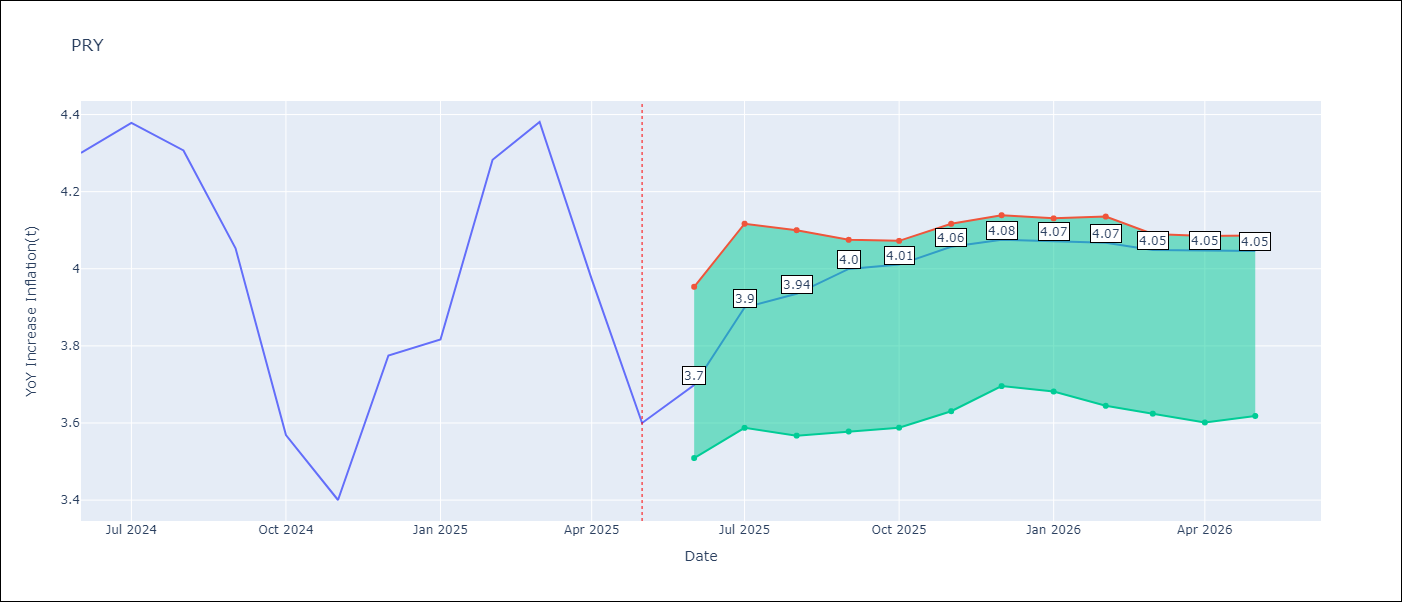 PRY
4.4
4.2
4
3.8
3.6
3.4
YoY Increase Inflation(t)
3.7
3.9
3.94
4.0
4.01
4.06
4.08
4.07
4.07
4.05
4.05
4.05
Jul 2024
Oct 2024
Jan 2025
Apr 2025
Jul 2025
Oct 2025
Jan 2026
Apr 2026
Date